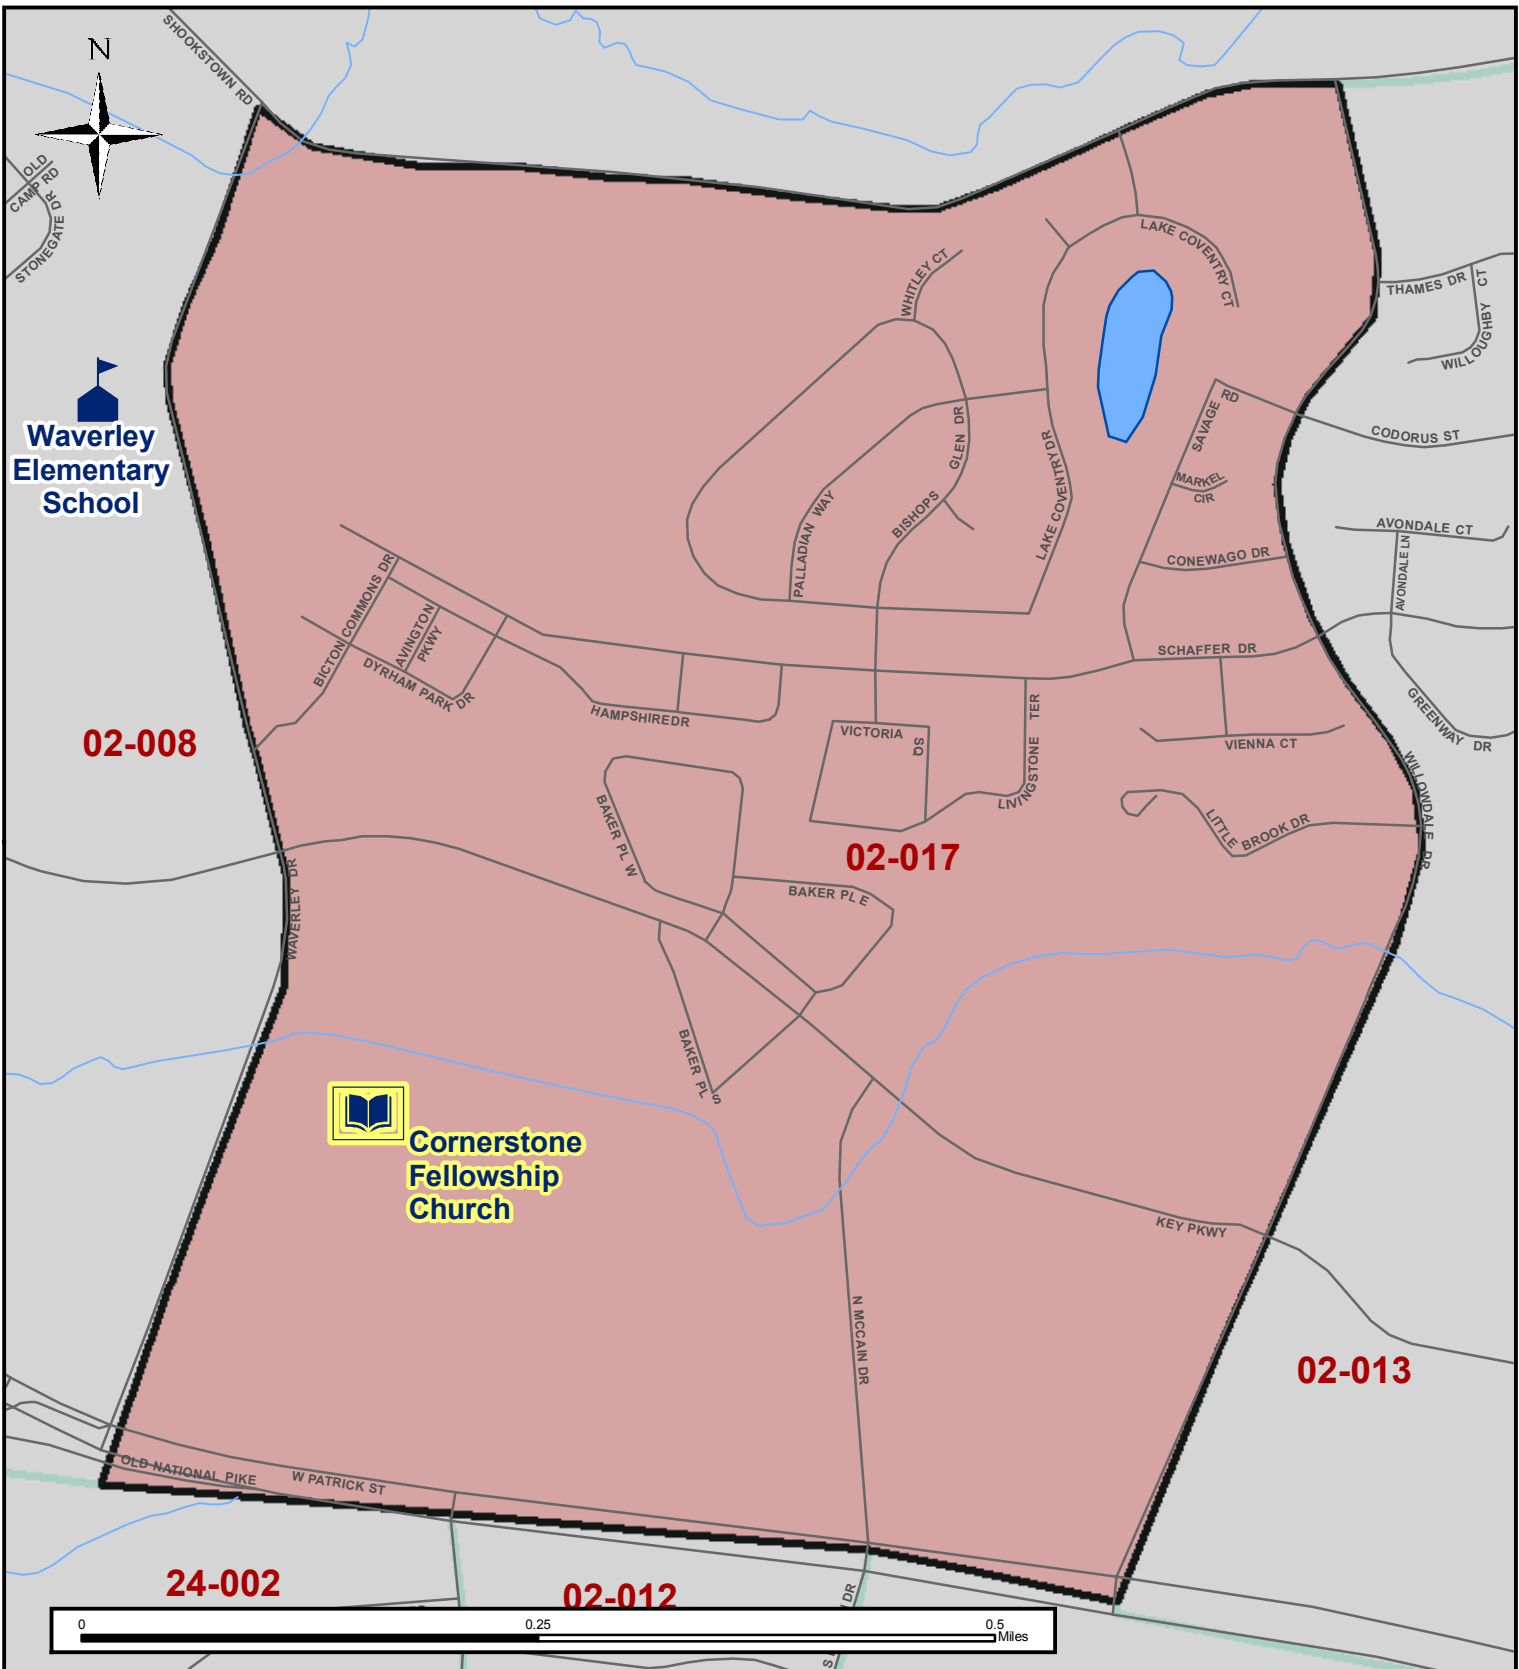 SHOOKSTOWN RD
N
OLD
CAMP RD
STONEGATE DR
LAKE COVENTRY CT
WHITLEY CT
THAMES DR
WILLOUGHBY CT
Waverley
Elementary
School
SAVAGE RD
CODORUS ST
GLEN DR
BISHOPS
LAKE COVENTRY DR
MARKEL
CIR
PALLADIAN WAY
AVONDALE CT
AVONDALE LN
CONEWAGO DR
BICTON COMMONS DR
AVINGTON
PKWY
DYRHAM PARK DR
SCHAFFER DR
HAMPSHIRE DR
VICTORIA
SQ
LIVINGSTONE TER
VIENNA CT
GREENWAY DR
02-008
WILLOWDALE DR
BAKER PL W
LITTLE
BROOK DR
02-017
BAKER PL E
WAVERLEY DR
BAKER PL S
Cornerstone
Fellowship
Church
KEY PKWY
N MCCAIN DR
02-013
OLD NATIONAL PIKE
W PATRICK ST
24-002
02-012
DR
S
0
0.25
0.5
Miles